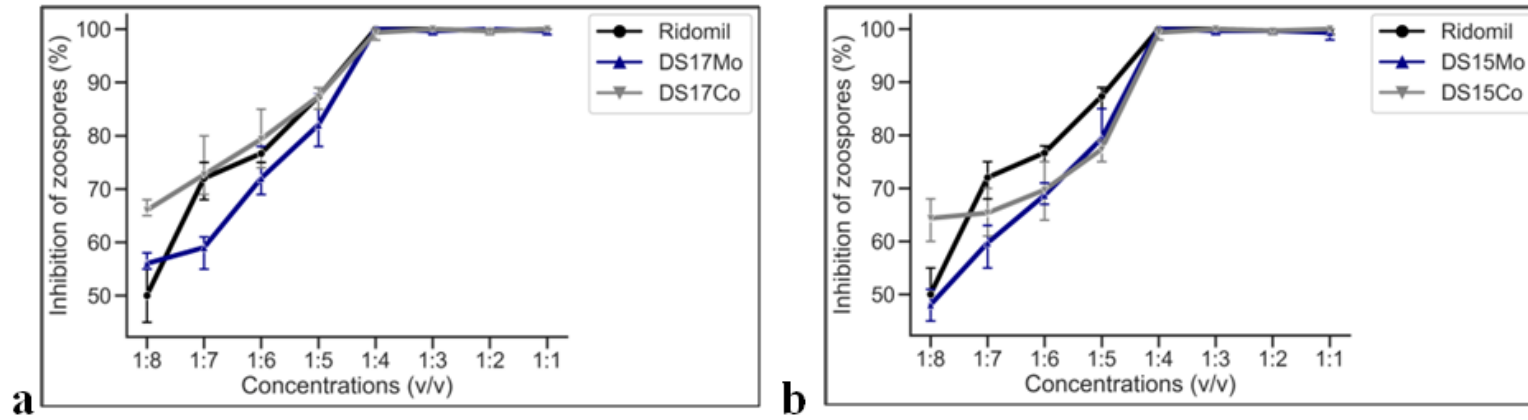 Inhibition of zoospores (%)
100
90
80
70
60
50
1:8 1:7 1:6 1:5 1:4 1:3 1:2 1:1
Concentrations (v/v)
Ridomil
DS17Mo
DS17Co
a
Inhibition of zoospores (%)
100
90
80
70
60
50
1:8 1:7 1:6 1:5 1:4 1:3 1:2 1:1
Concentrations (v/v)
Ridomil
DS15Mo
DS15Co
b